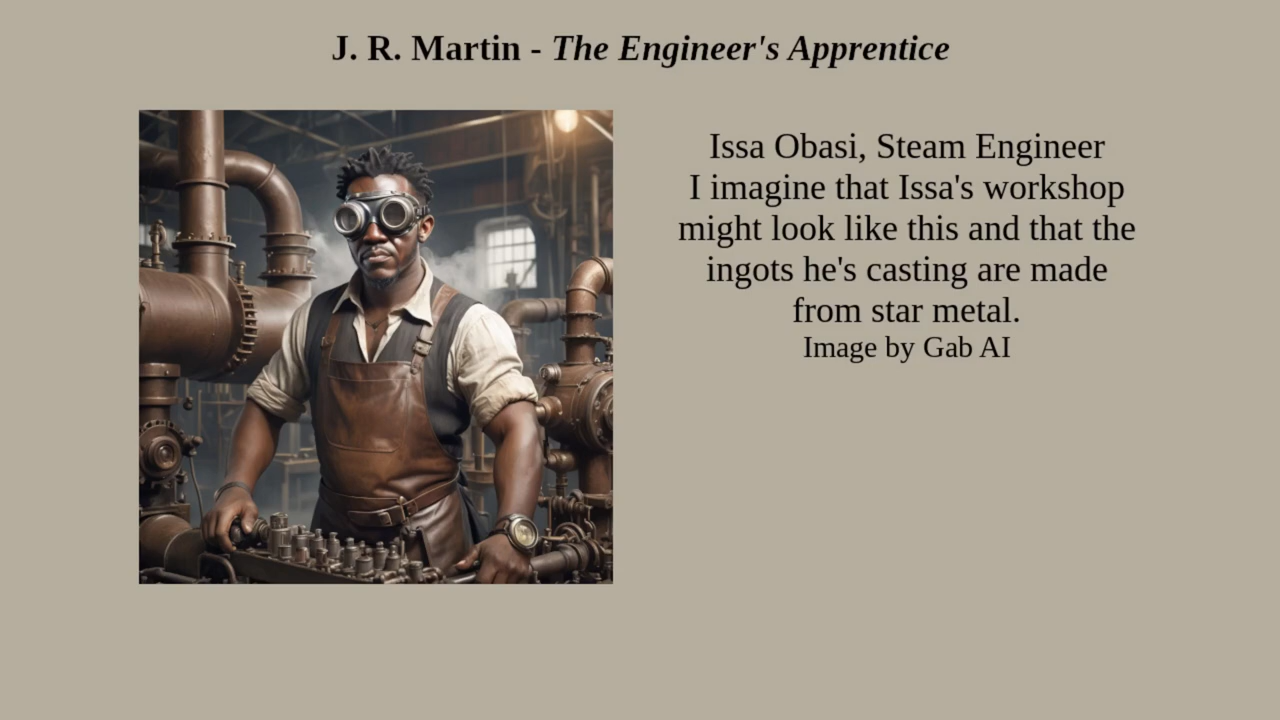 J. R. Martin - The Engineer's Apprentice
Issa Obasi, Steam Engineer
I imagine that Issa's workshop
might look like this and that the
ingots he's casting are made
from star metal.
Image by Gab AI